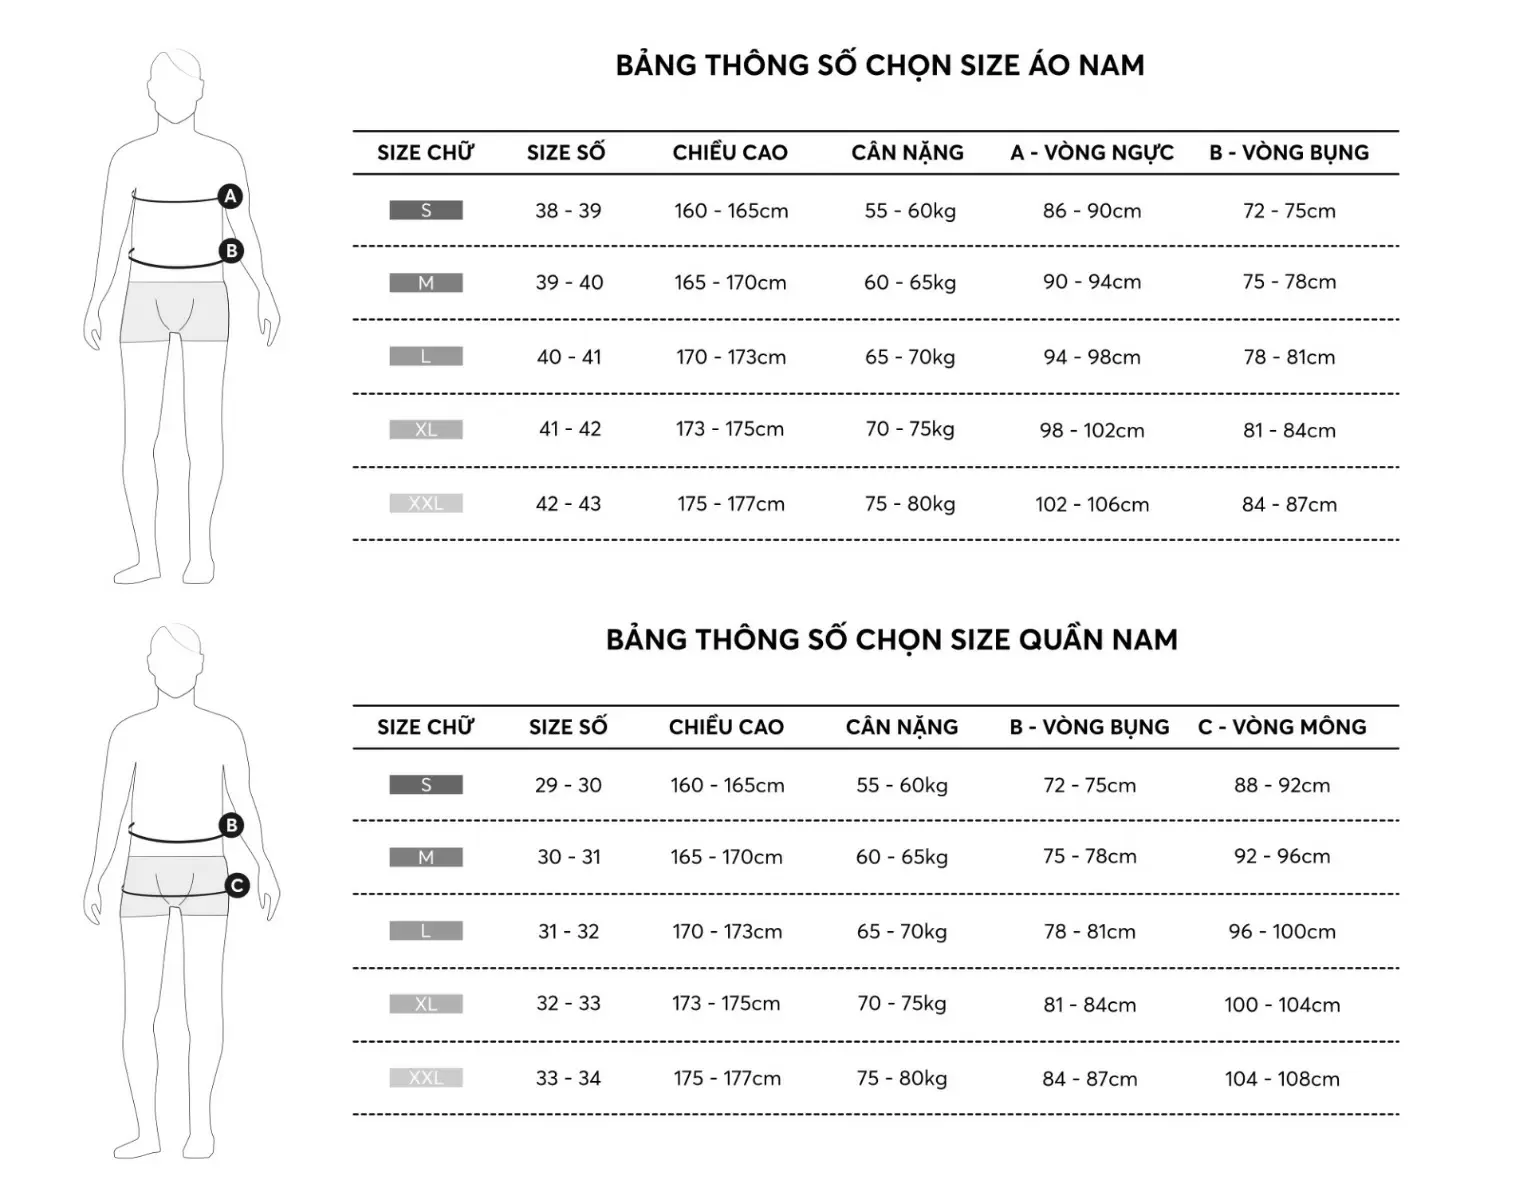 BẢNG THÔNG SỐ CHỌN SIZE ÁO NAM
SIZE CHỮ SIZE SỐ CHIỀU CAO CÂN NẶNG A - VÒNG NGỰC B - VÒNG BỤNG
S 38 - 39 160 - 165cm 55 - 60kg 86 - 90cm 72 - 75cm
M 39 - 40 165 - 170cm 60 - 65kg 90 - 94cm 75 - 78cm
L 40 - 41 170 - 173cm 65 - 70kg 94 - 98cm 78 - 81cm
XL 41 - 42 173 - 175cm 70 - 75kg 98 - 102cm 81 - 84cm
XXL 42 - 43 175 - 177cm 75 - 80kg 102 - 106cm 84 - 87cm
A
B
BẢNG THÔNG SỐ CHỌN SIZE QUẦN NAM
SIZE CHỮ SIZE SỐ CHIỀU CAO CÂN NẶNG B - VÒNG BỤNG C - VÒNG MÔNG
S 29 - 30 160 - 165cm 55 - 60kg 72 - 75cm 88 - 92cm
M 30 - 31 165 - 170cm 60 - 65kg 75 - 78cm 92 - 96cm
L 31 - 32 170 - 173cm 65 - 70kg 78 - 81cm 96 - 100cm
XL 32 - 33 173 - 175cm 70 - 75kg 81 - 84cm 100 - 104cm
XXL 33 - 34 175 - 177cm 75 - 80kg 84 - 87cm 104 - 108cm
B
C